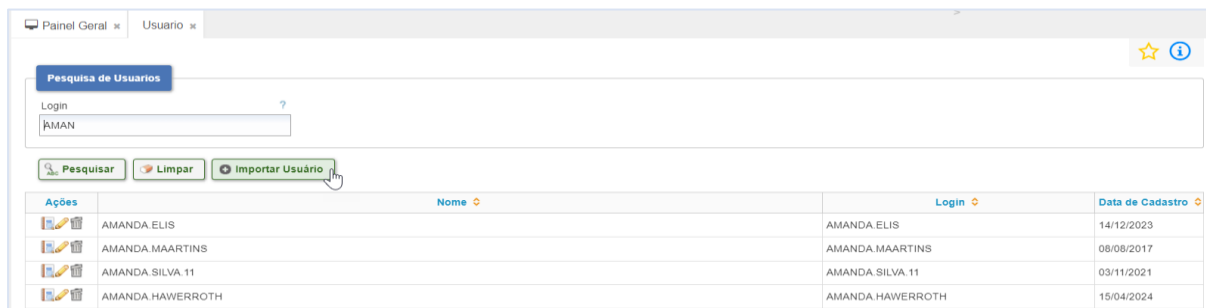 Painel Geral Usuario
Pesquisa de Usuarios
Login ?
AMAN
Pesquisar Limpar Importar Usuário
Ações Nome Login Data de Cadastro
AMANDA.ELIS AMANDA.ELIS 14/12/2023
AMANDA.MAARTINS AMANDA.MAARTINS 08/08/2017
AMANDA.SILVA.11 AMANDA.SILVA.11 03/11/2021
AMANDA.HAWERROTH AMANDA.HAWERROTH 15/04/2024